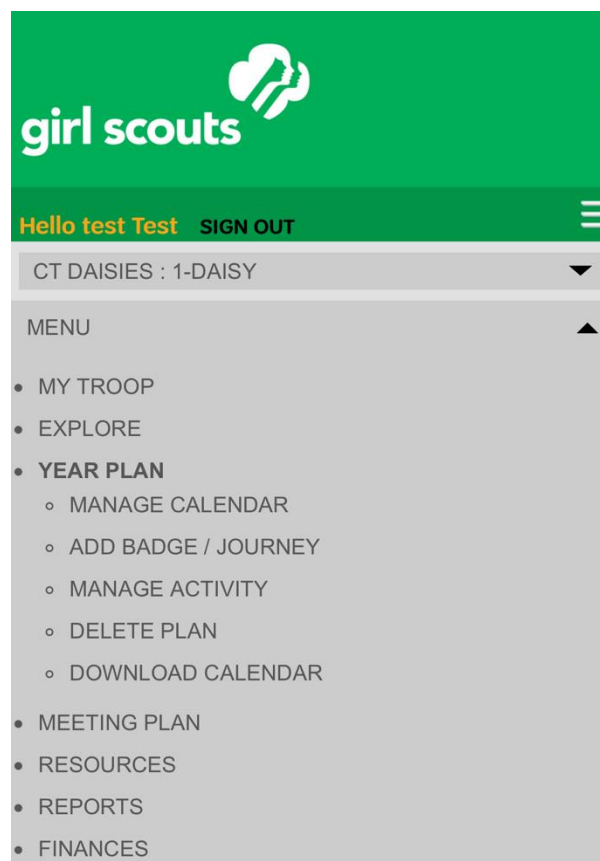 girl scouts
Hello test Test SIGN OUT
CT DAISIES : 1-DAISY
MENU
MY TROOP
EXPLORE
YEAR PLAN
MANAGE CALENDAR
ADD BADGE / JOURNEY
MANAGE ACTIVITY
DELETE PLAN
DOWNLOAD CALENDAR
MEETING PLAN
RESOURCES
REPORTS
FINANCES